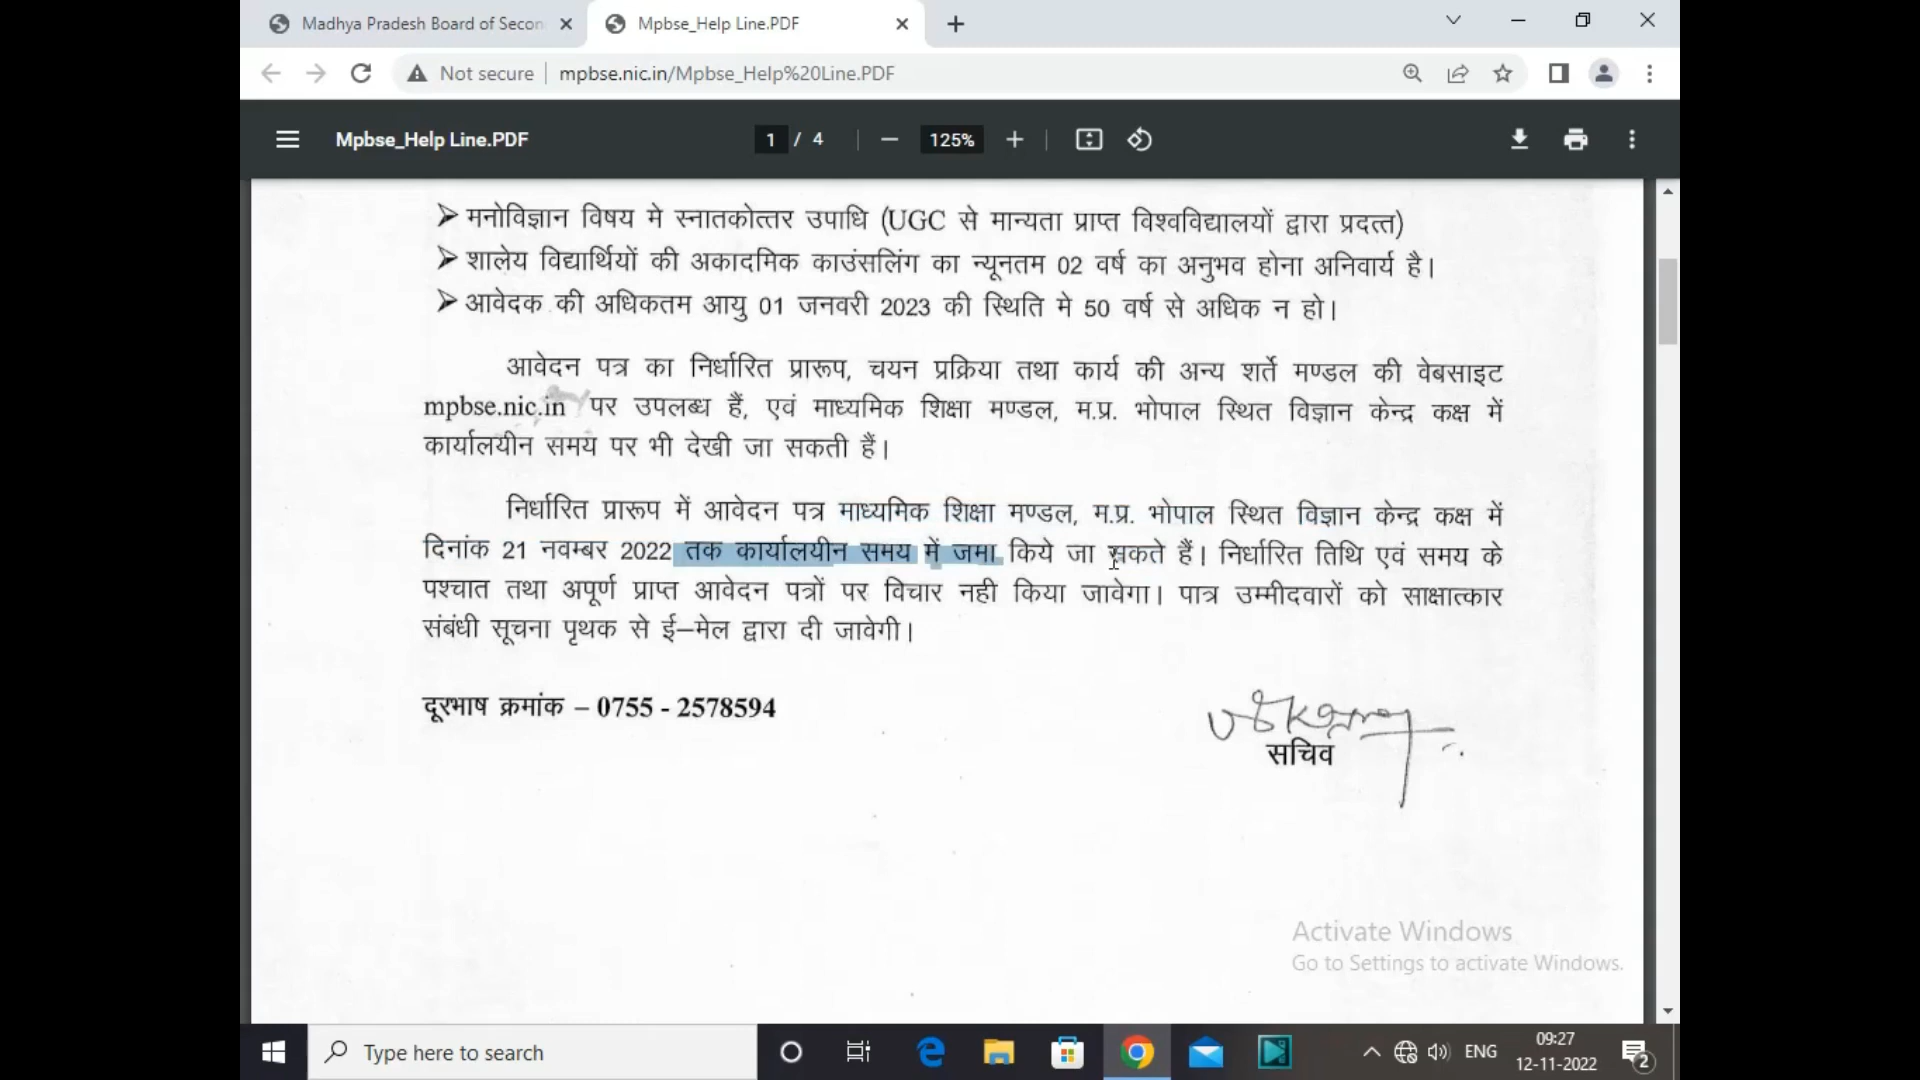 Madhya Pradesh Board of Secon
Mpbse_Help Line.PDF
Not secure
mpbse.nic.in/Mpbse_Help%20Line.PDF
Mpbse_Help Line.PDF
1 / 4
125%
➤ मनोविज्ञान विषय मे स्नातकोत्तर उपाधि (UGC से मान्यता प्राप्त विश्वविद्यालयों द्वारा प्रदत्त)
➤ शालेय विद्यार्थियों की अकादमिक काउंसलिंग का न्यूनतम 02 वर्ष का अनुभव होना अनिवार्य है।
➤ आवेदक की अधिकतम आयु 01 जनवरी 2023 की स्थिति मे 50 वर्ष से अधिक न हो।
आवेदन पत्र का निर्धारित प्रारूप, चयन प्रक्रिया तथा कार्य की अन्य शर्ते मण्डल की वेबसाइट
mpbse.nic.in पर उपलब्ध हैं, एवं माध्यमिक शिक्षा मण्डल, म.प्र. भोपाल स्थित विज्ञान केन्द्र कक्ष में
कार्यालयीन समय पर भी देखी जा सकती हैं।
निर्धारित प्रारूप में आवेदन पत्र माध्यमिक शिक्षा मण्डल, म.प्र. भोपाल स्थित विज्ञान केन्द्र कक्ष में
दिनांक 21 नवम्बर 2022 तक कार्यालयीन समय में जमा किये जा सकते हैं। निर्धारित तिथि एवं समय के
पश्चात तथा अपूर्ण प्राप्त आवेदन पत्रों पर विचार नही किया जावेगा। पात्र उम्मीदवारों को साक्षात्कार
संबंधी सूचना पृथक से ई–मेल द्वारा दी जावेगी।
दूरभाष क्रमांक – 0755 - 2578594
सचिव
Activate Windows
Go to Settings to activate Windows.
Type here to search
ENG
09:27
12-11-2022
2